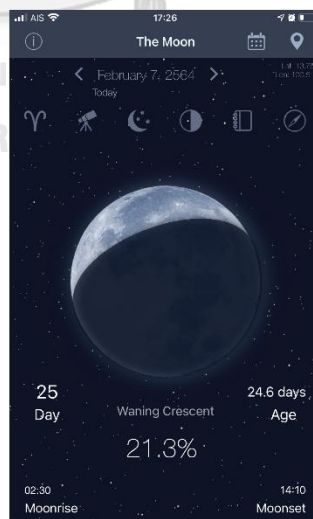 AIS 17:26
The Moon
February 7, 2564
Today
25
Day
24.6 days
Age
Waning Crescent
21.3%
02:30
Moonrise
14:10
Moonset